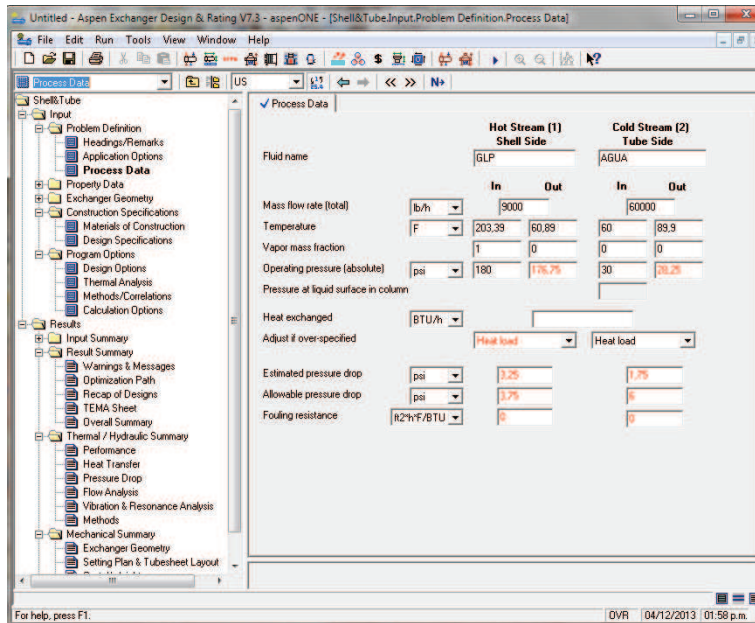 Untitled - Aspen Exchanger Design & Rating V7.3 - aspenONE - [Shell&Tube.Input.Problem Definition.Process Data]
File Edit Run Tools View Window Help
Process Data US
Shell&Tube
Input
Problem Definition
Headings/Remarks
Application Options
Process Data
Property Data
Exchanger Geometry
Construction Specifications
Materials of Construction
Design Specifications
Program Options
Design Options
Thermal Analysis
Methods/Correlations
Calculation Options
Results
Input Summary
Result Summary
Warnings & Messages
Optimization Path
Recap of Designs
TEMA Sheet
Overall Summary
Thermal / Hydraulic Summary
Performance
Heat Transfer
Pressure Drop
Flow Analysis
Vibration & Resonance Analysis
Methods
Mechanical Summary
Exchanger Geometry
Setting Plan & Tubesheet Layout
Process Data
Hot Stream (1) Cold Stream (2)
Shell Side Tube Side
Fluid name GLP AGUA
In Out In Out
Mass flow rate (total) lb/h 9000 60000
Temperature F 203,39 60,89 60 89,9
Vapor mass fraction 1 0 0 0
Operating pressure (absolute) psi 180 176,75 30 28,25
Pressure at liquid surface in column
Heat exchanged BTU/h
Adjust if over-specified Heat load Heat load
Estimated pressure drop psi 3,25 1,75
Allowable pressure drop psi 3,75 6
Fouling resistance ft2*h*F/BTU 0 0
For help, press F1. OVR 04/12/2013 01:58 p.m.